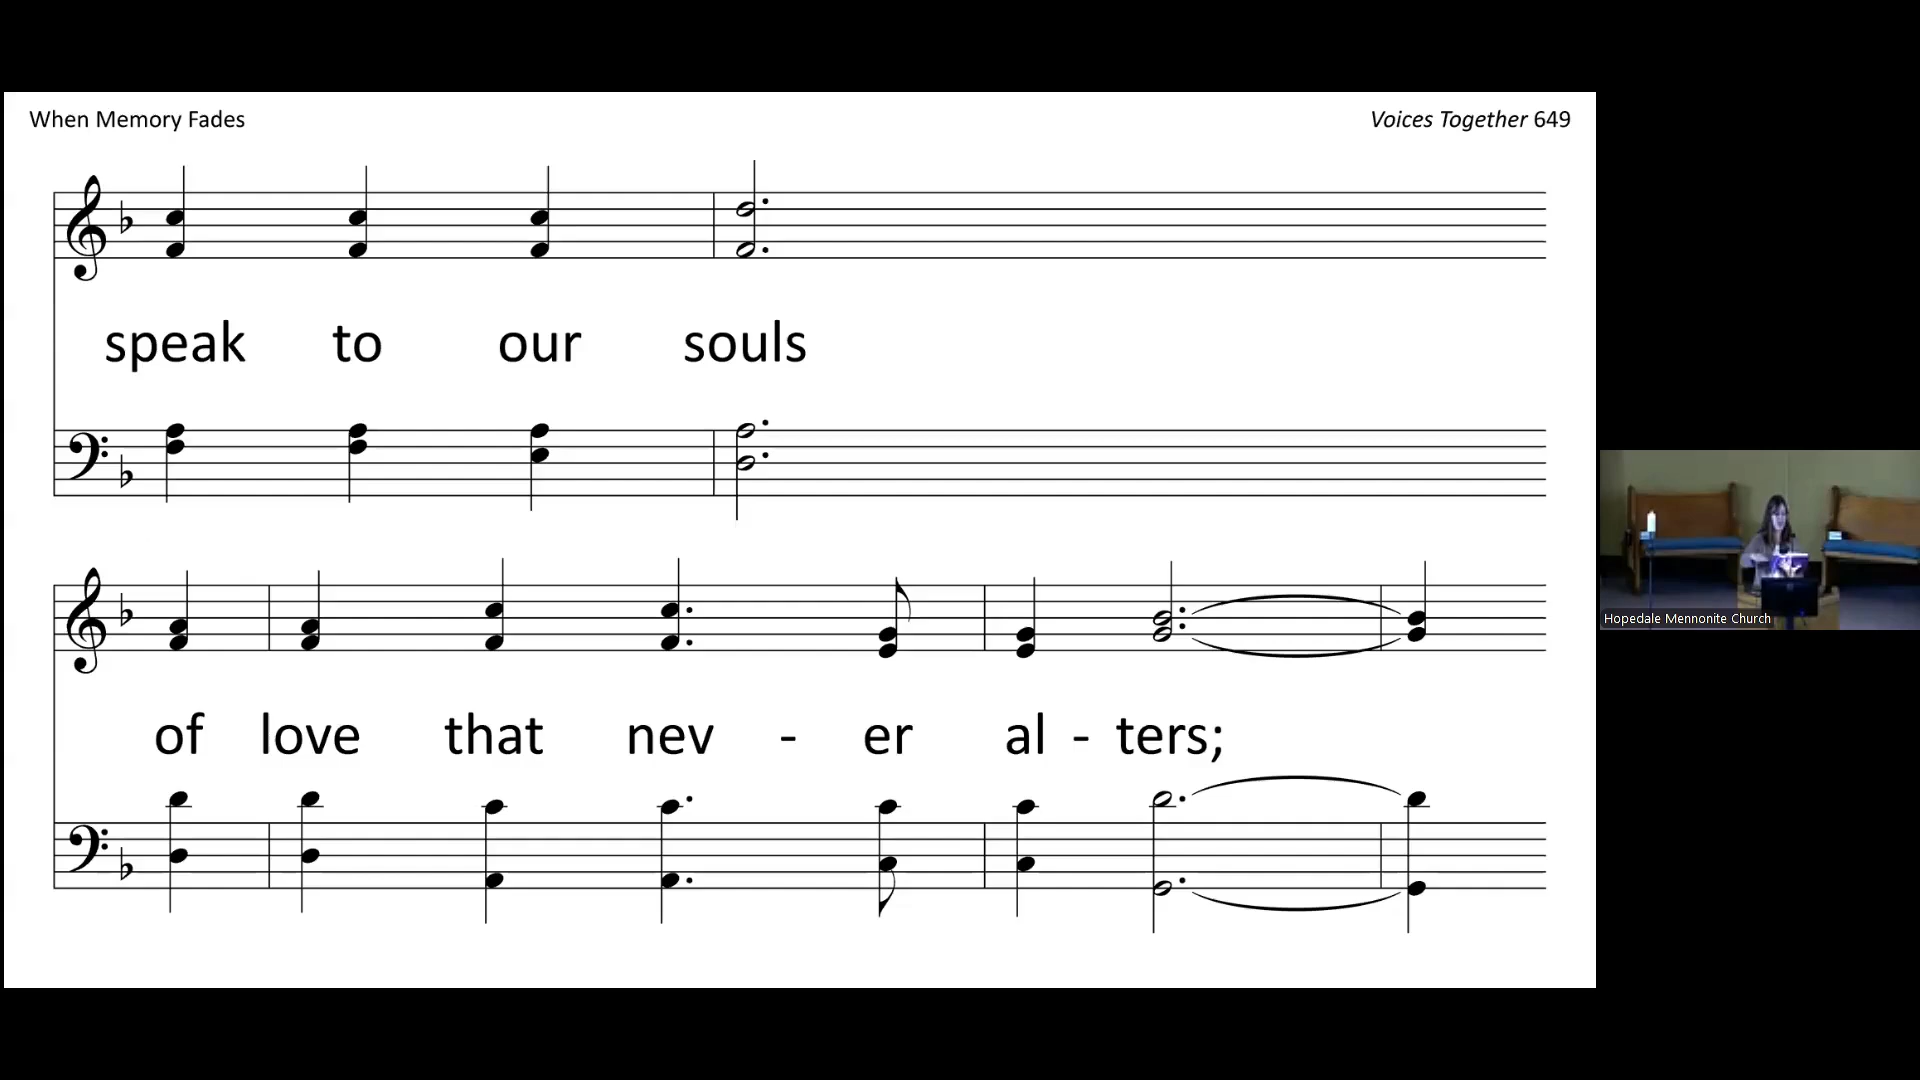 When Memory Fades
Voices Together 649
speak to our souls
of love that nev - er al - ters;
Hopedale Mennonite Church